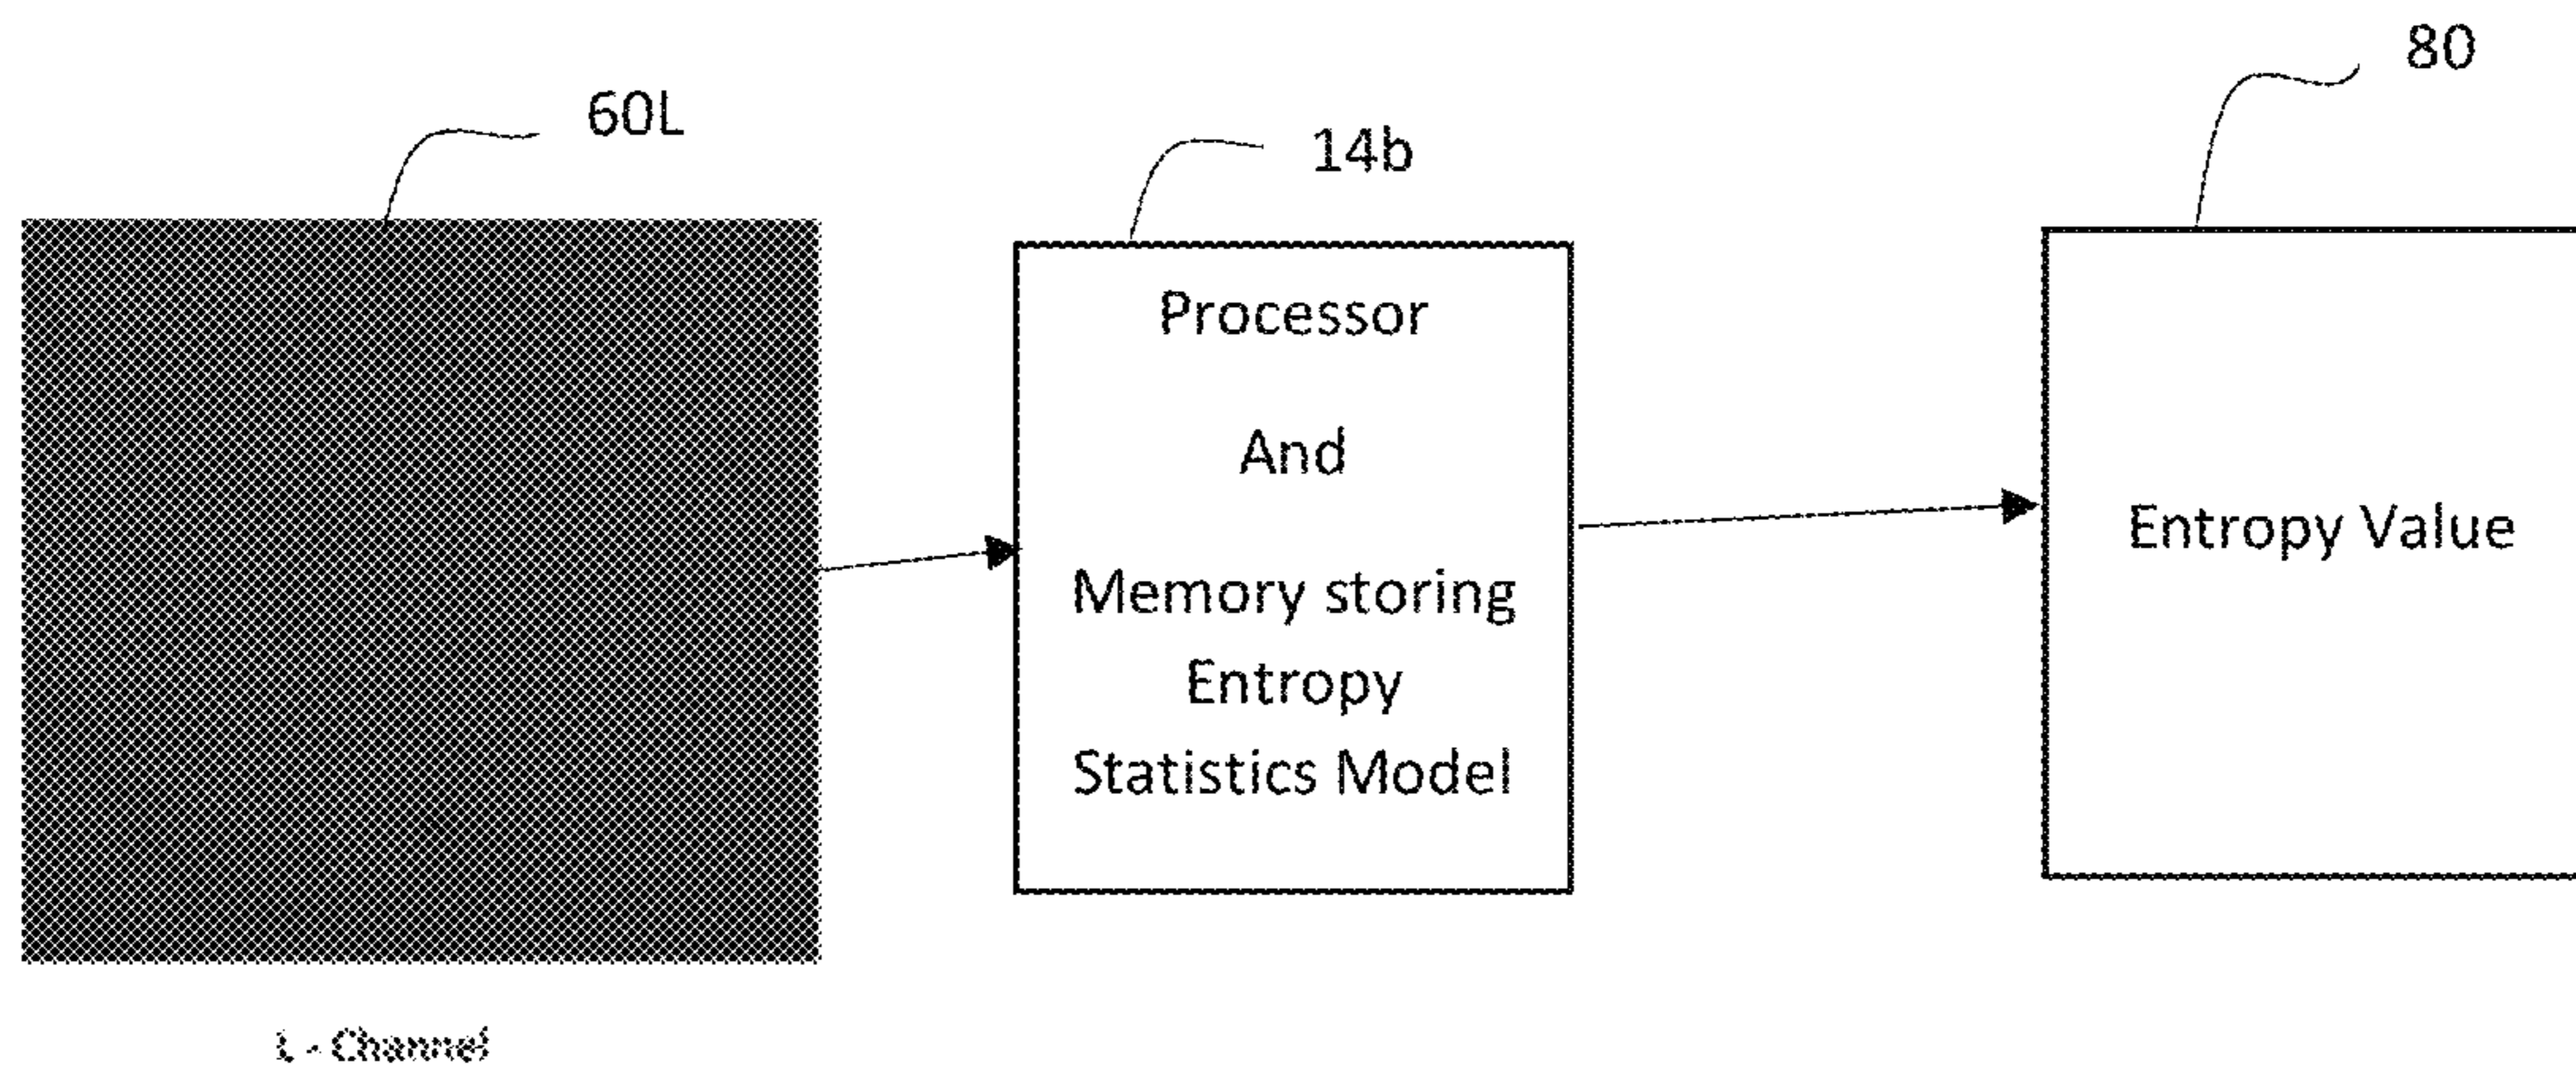 60L
14b
80
Processor
And
Memory storing
Entropy
Statistics Model
Entropy Value
L - Channel